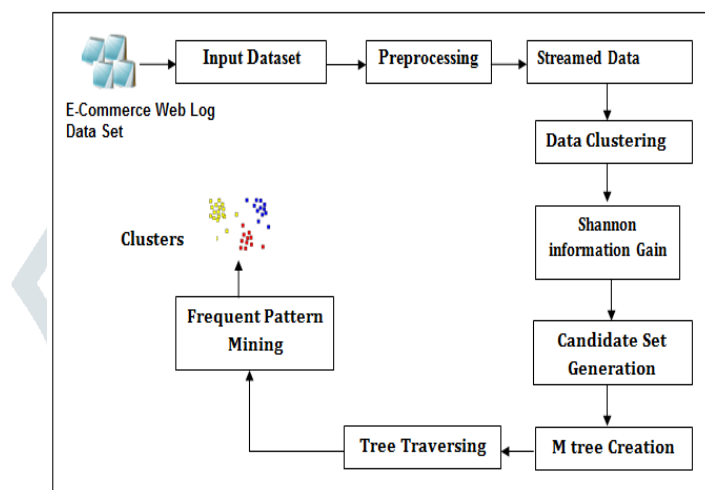 Input Dataset
Preprocessing
Streamed Data
E-Commerce Web Log
Data Set
Data Clustering
Shannon
information Gain
Clusters
Frequent Pattern
Mining
Candidate Set
Generation
Tree Traversing
M tree Creation